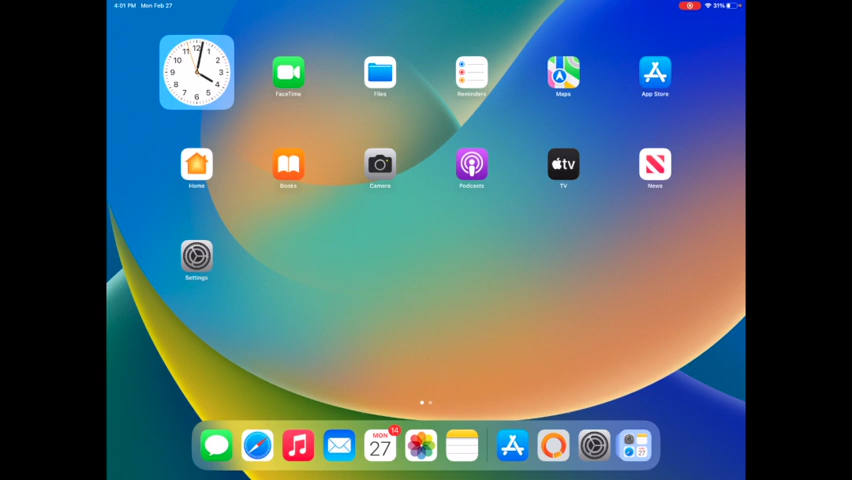 4:01 PM Mon Feb 27
31%
12
11 1
10 2
9 3
8 4
7 5
6
FaceTime
Files
Reminders
Maps
App Store
tv
Home
Books
Camera
Podcasts
TV
News
Settings
MON
27
14